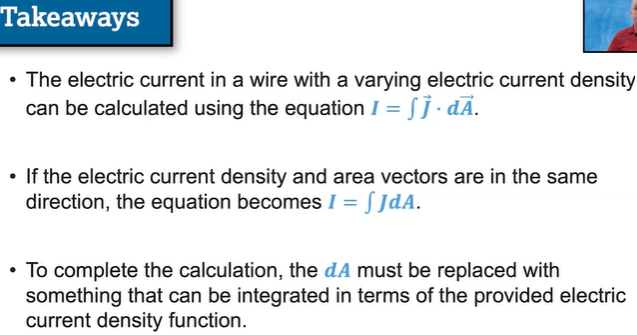 Takeaways
• The electric current in a wire with a varying electric current density
can be calculated using the equation I = ∫ J⃗ · dA⃗.
• If the electric current density and area vectors are in the same
direction, the equation becomes I = ∫ JdA.
• To complete the calculation, the dA must be replaced with
something that can be integrated in terms of the provided electric
current density function.